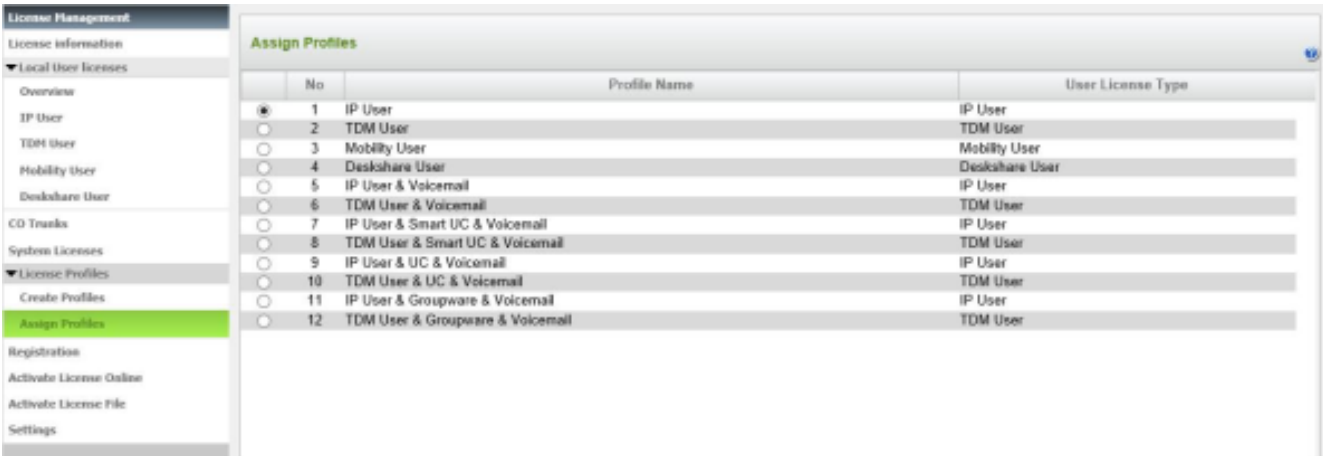 License Management
License information
Local User licenses
Overview
IP User
TDM User
Mobility User
Deskshare User
CO Trunks
System Licenses
License Profiles
Create Profiles
Assign Profiles
Registration
Activate License Online
Activate License File
Settings
Assign Profiles
No Profile Name User License Type
1 IP User IP User
2 TDM User TDM User
3 Mobility User Mobility User
4 Deskshare User Deskshare User
5 IP User & Voicemail IP User
6 TDM User & Voicemail TDM User
7 IP User & Smart UC & Voicemail IP User
8 TDM User & Smart UC & Voicemail TDM User
9 IP User & UC & Voicemail IP User
10 TDM User & UC & Voicemail TDM User
11 IP User & Groupware & Voicemail IP User
12 TDM User & Groupware & Voicemail TDM User